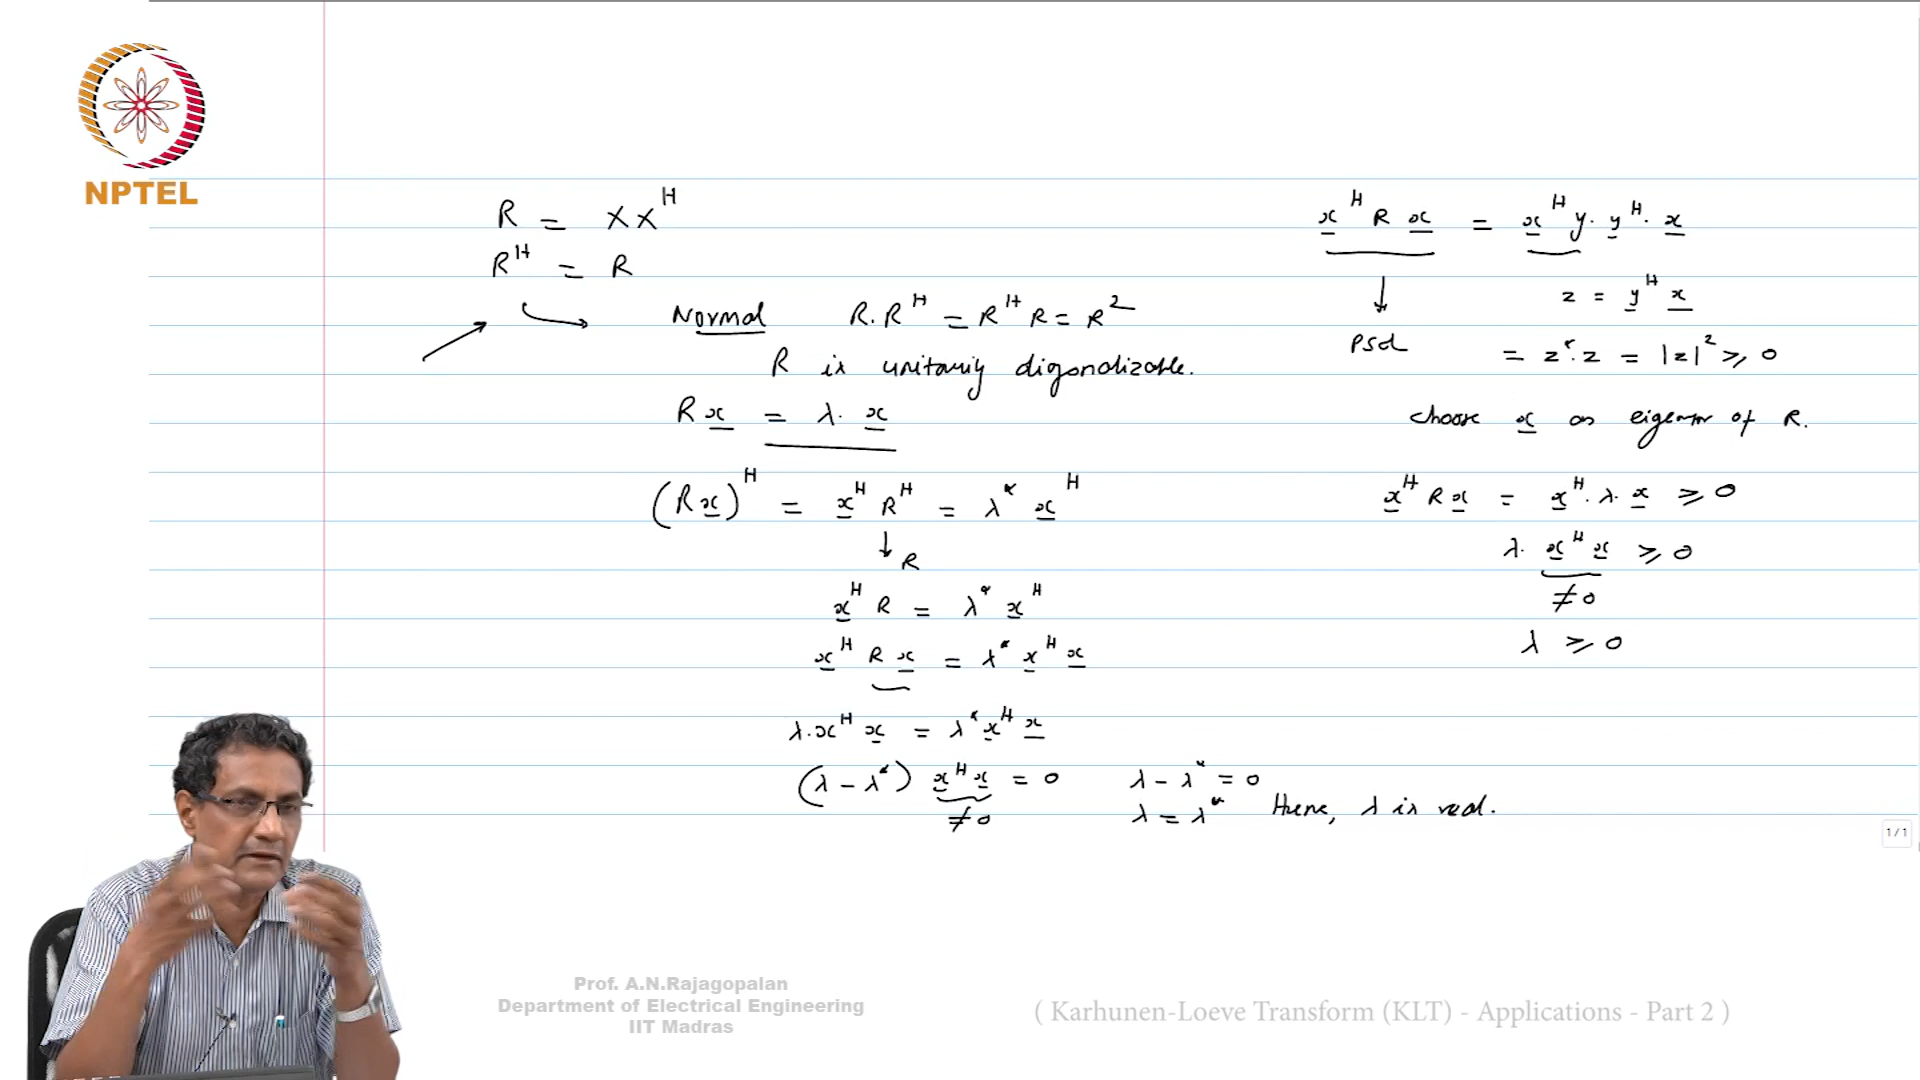 NPTEL
R = X X^H
R^H = R
Normal R.R^H = R^H R = R^2
R is unitarily digonalizable.
R x = λ. x
(R x)^H = x^H R^H = λ* x^H
↓ R
x^H R = λ* x^H
x^H R x = λ* x^H x
λ. x^H x = λ* x^H x
(λ - λ*) x^H x = 0 λ - λ* = 0
≠ 0 λ = λ* Hence, λ is real.
x^H R x = x^H y. y^H. x
z = y^H x
psd = z*. z = |z|^2 ≥ 0
choose x as eigenvr of R.
x^H R x = x^H. λ. x ≥ 0
λ. x^H x ≥ 0
≠ 0
λ ≥ 0
1 / 1
Prof. A.N.Rajagopalan
Department of Electrical Engineering
IIT Madras
( Karhunen-Loeve Transform (KLT) - Applications - Part 2 )